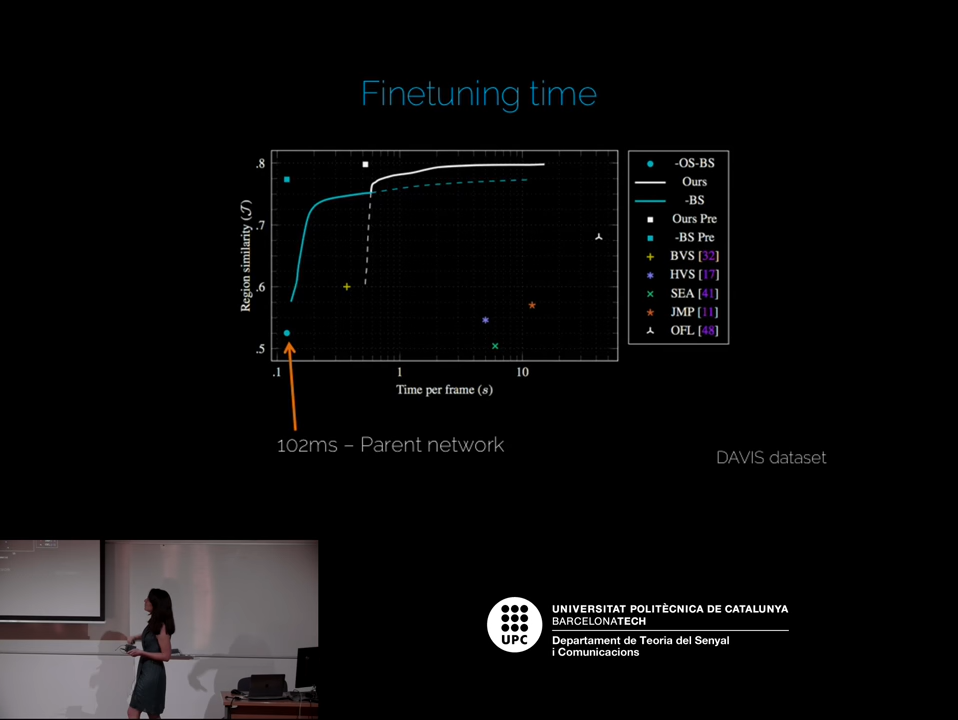 Finetuning time
.8
.7
.6
.5
Region similarity (𝒥)
.1
1
10
Time per frame (s)
-OS-BS
Ours
-BS
Ours Pre
-BS Pre
BVS [32]
HVS [17]
SEA [41]
JMP [11]
OFL [48]
102ms – Parent network
DAVIS dataset
UPC
UNIVERSITAT POLITÈCNICA DE CATALUNYA
BARCELONATECH
Departament de Teoria del Senyal
i Comunicacions